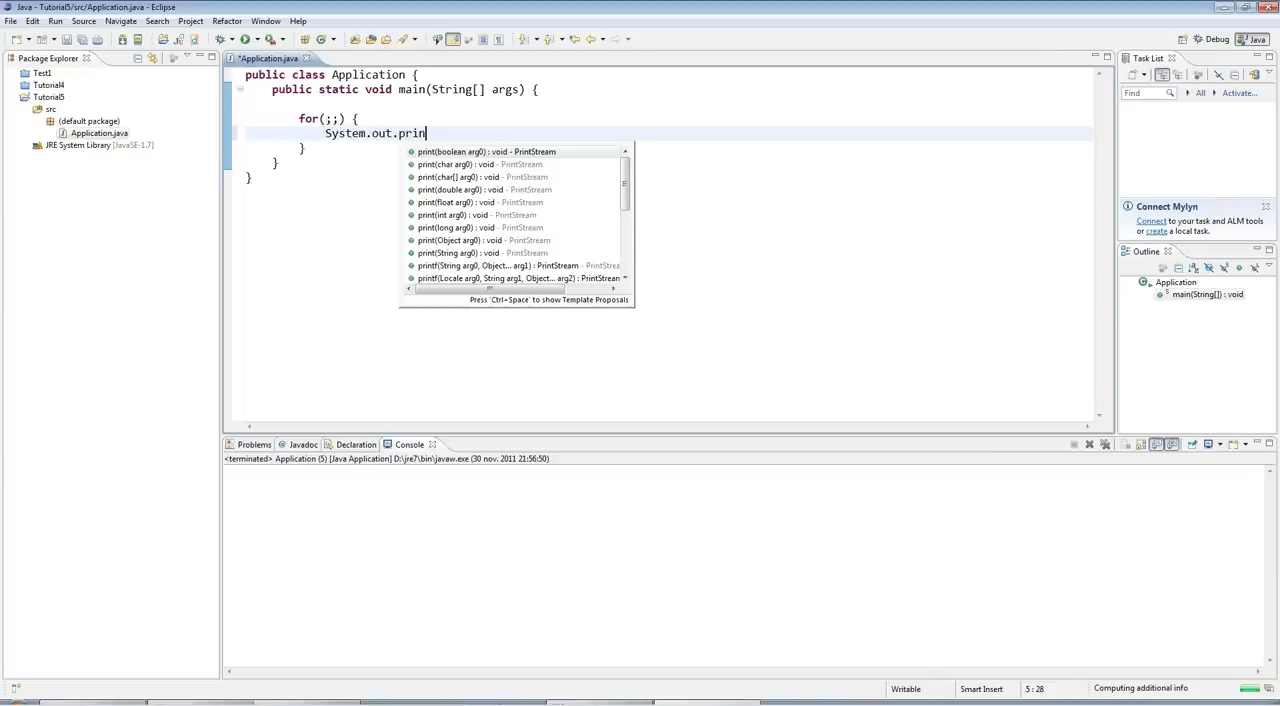 Java - Tutorial5/src/Application.java - Eclipse
File Edit Run Source Navigate Search Project Refactor Window Help
Debug Java
Package Explorer
Test1
Tutorial4
Tutorial5
src
(default package)
Application.java
JRE System Library [JavaSE-1.7]
*Application.java
public class Application {
public static void main(String[] args) {
for(;;) {
System.out.prin
}
}
}
print(boolean arg0) : void - PrintStream
print(char arg0) : void - PrintStream
print(char[] arg0) : void - PrintStream
print(double arg0) : void - PrintStream
print(float arg0) : void - PrintStream
print(int arg0) : void - PrintStream
print(long arg0) : void - PrintStream
print(Object arg0) : void - PrintStream
print(String arg0) : void - PrintStream
printf(String arg0, Object... arg1) : PrintStream - PrintStrea
printf(Locale arg0, String arg1, Object... arg2) : PrintStream
Press 'Ctrl+Space' to show Template Proposals
Task List
Find All Activate...
Connect Mylyn
Connect to your task and ALM tools
or create a local task.
Outline
Application
main(String[]) : void
Problems @ Javadoc Declaration Console
<terminated> Application (5) [Java Application] D:\jre7\bin\javaw.exe (30 nov. 2011 21:56:50)
Writable Smart Insert 5 : 28 Computing additional info